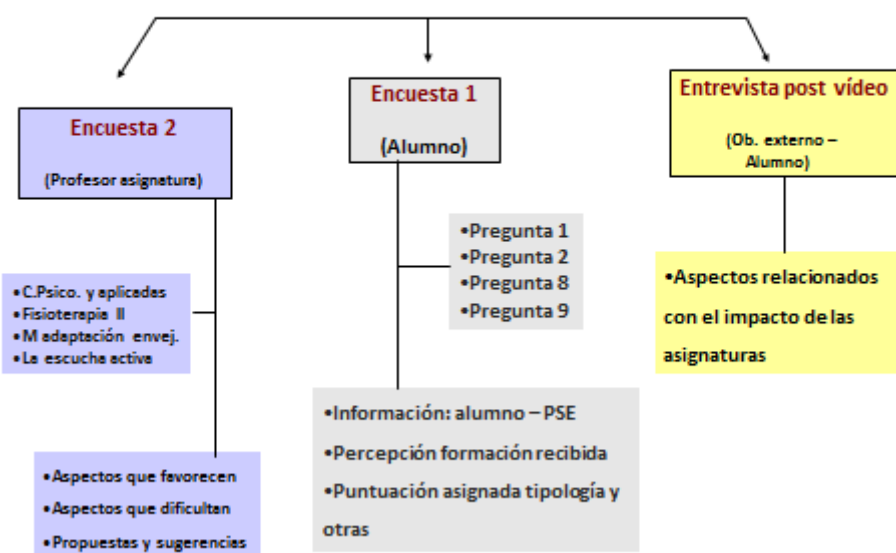 Encuesta 2
(Profesor asignatura)
•C.Psico. y aplicadas
•Fisioterapia II
•M adaptación envej.
•La escucha activa
•Aspectos que favorecen
•Aspectos que dificultan
•Propuestas y sugerencias
Encuesta 1
(Alumno)
•Pregunta 1
•Pregunta 2
•Pregunta 8
•Pregunta 9
•Información: alumno – PSE
•Percepción formación recibida
•Puntuación asignada tipología y
otras
Entrevista post vídeo
(Ob. externo –
Alumno)
•Aspectos relacionados
con el impacto de las
asignaturas